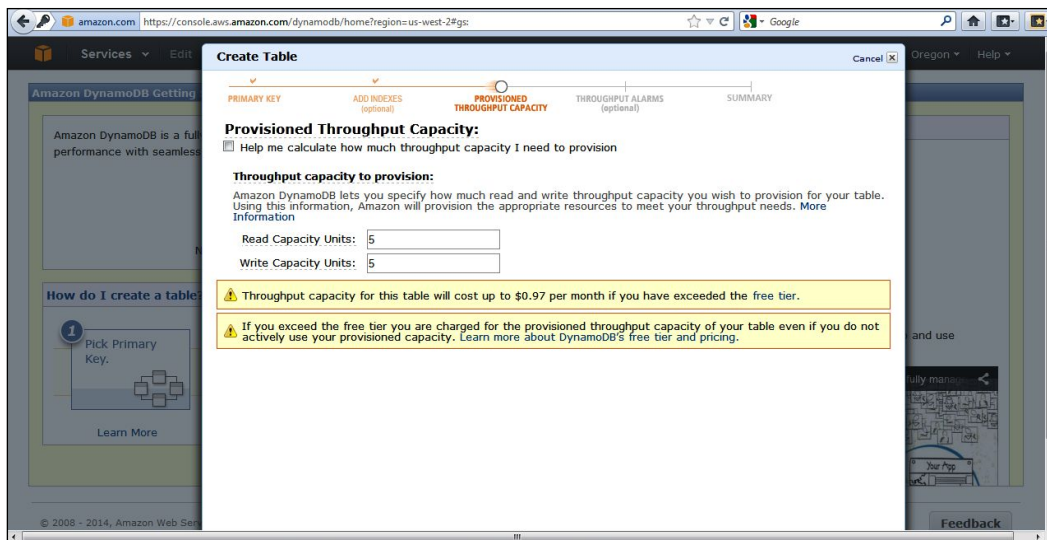 amazon.com https://console.aws.amazon.com/dynamodb/home?region=us-west-2#gs:
Google
Services Edit
Oregon Help
Create Table
Cancel
PRIMARY KEY
ADD INDEXES
(optional)
PROVISIONED
THROUGHPUT CAPACITY
THROUGHPUT ALARMS
(optional)
SUMMARY
Amazon DynamoDB Getting
Amazon DynamoDB is a full
performance with seamless
Provisioned Throughput Capacity:
Help me calculate how much throughput capacity I need to provision
Throughput capacity to provision:
Amazon DynamoDB lets you specify how much read and write throughput capacity you wish to provision for your table.
Using this information, Amazon will provision the appropriate resources to meet your throughput needs. More
Information
N
Read Capacity Units: 5
Write Capacity Units: 5
Throughput capacity for this table will cost up to $0.97 per month if you have exceeded the free tier.
If you exceed the free tier you are charged for the provisioned throughput capacity of your table even if you do not
actively use your provisioned capacity. Learn more about DynamoDB's free tier and pricing.
How do I create a table?
1
Pick Primary
Key.
Learn More
and use
fully manag
Your App
© 2008 - 2014, Amazon Web Ser
Feedback